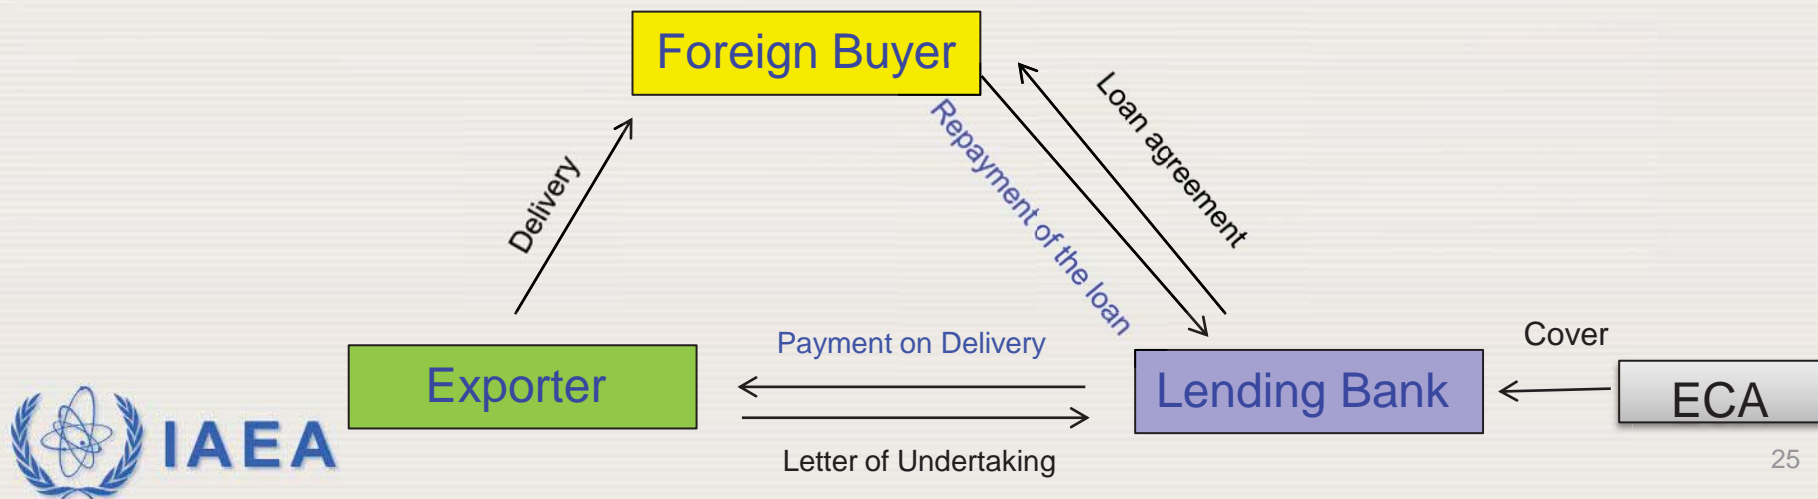 Foreign Buyer
Loan agreement
Repayment of the loan
Delivery
Payment on Delivery
Cover
Exporter
Lending Bank
ECA
IAEA
Letter of Undertaking
25